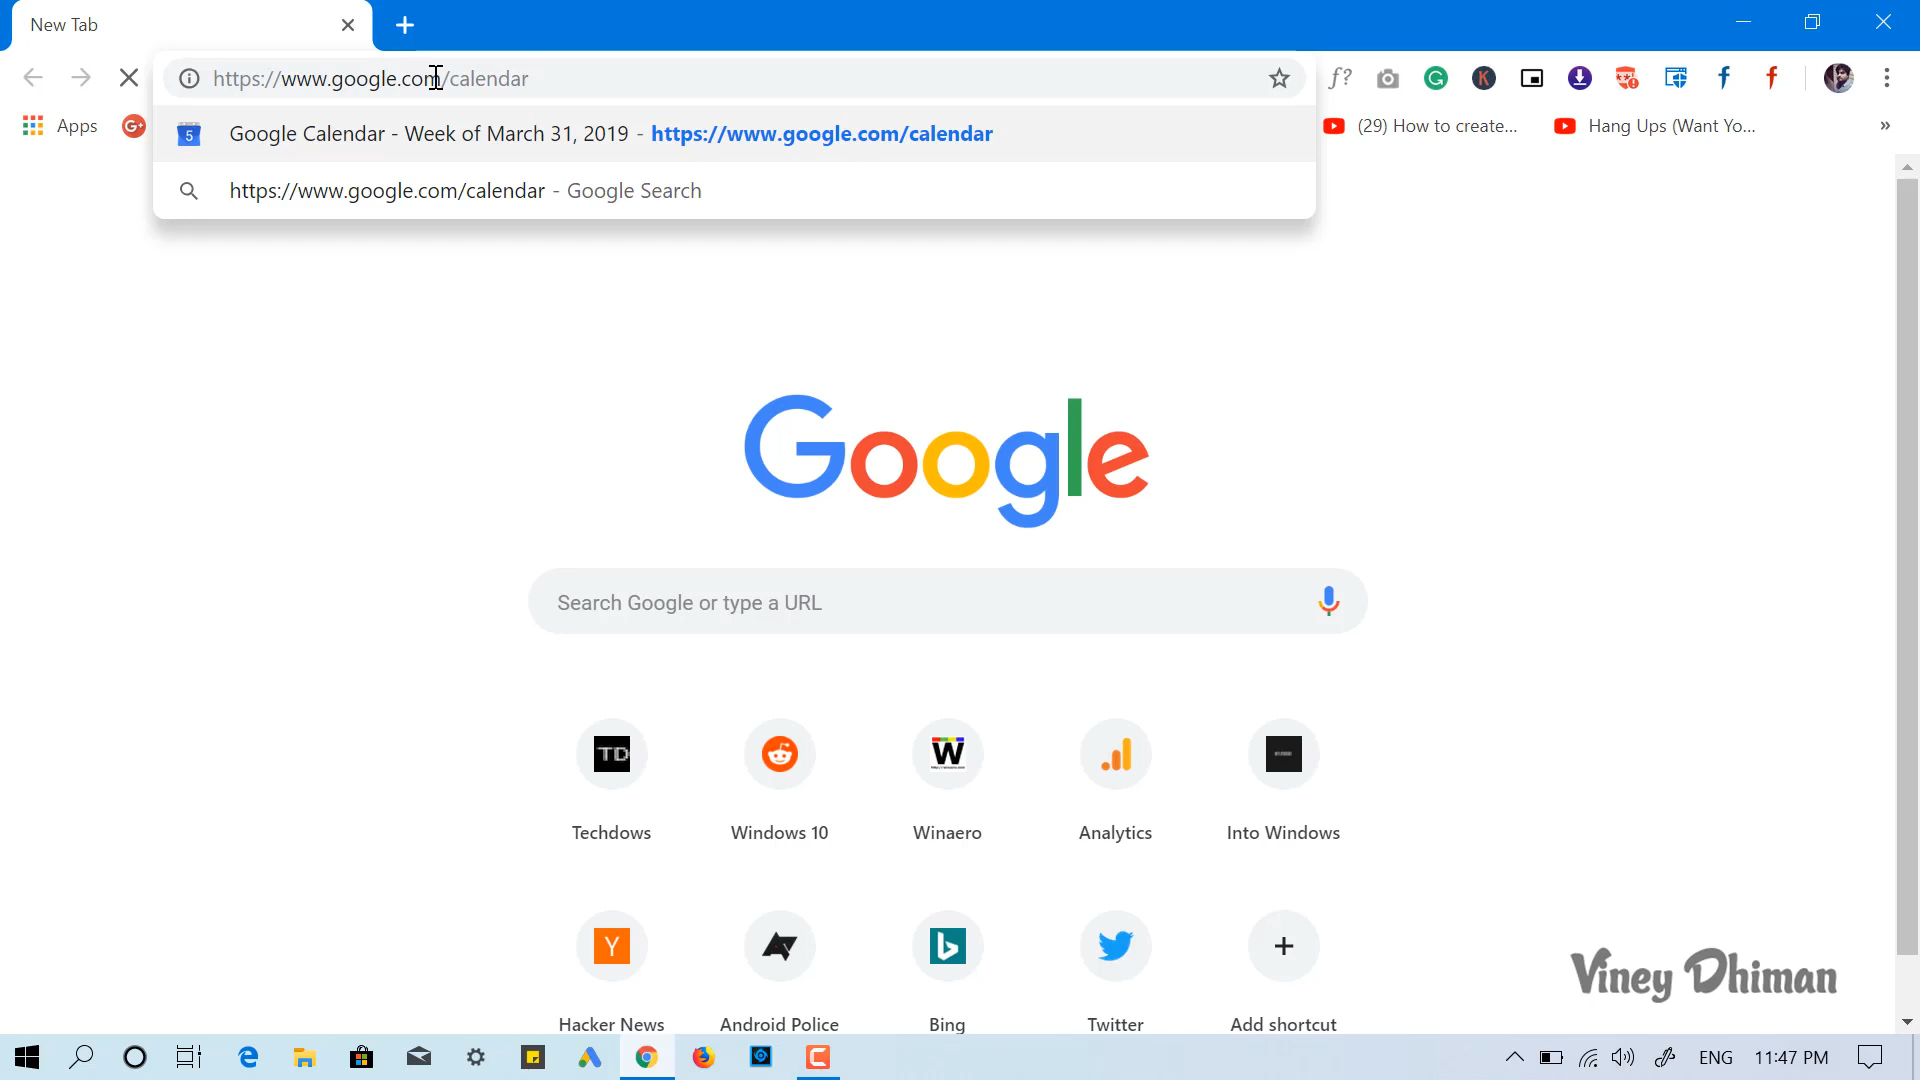 New Tab
https://www.google.com/calendar
Google Calendar - Week of March 31, 2019 - https://www.google.com/calendar
https://www.google.com/calendar - Google Search
f?
G
K
f
f
Apps
G+
(29) How to create...
Hang Ups (Want Yo...
»
5
Google
Search Google or type a URL
TD
W
Techdows
Windows 10
Winaero
Analytics
Into Windows
Y
Hacker News
Android Police
Bing
Twitter
Add shortcut
Viney Dhiman
ENG
11:47 PM